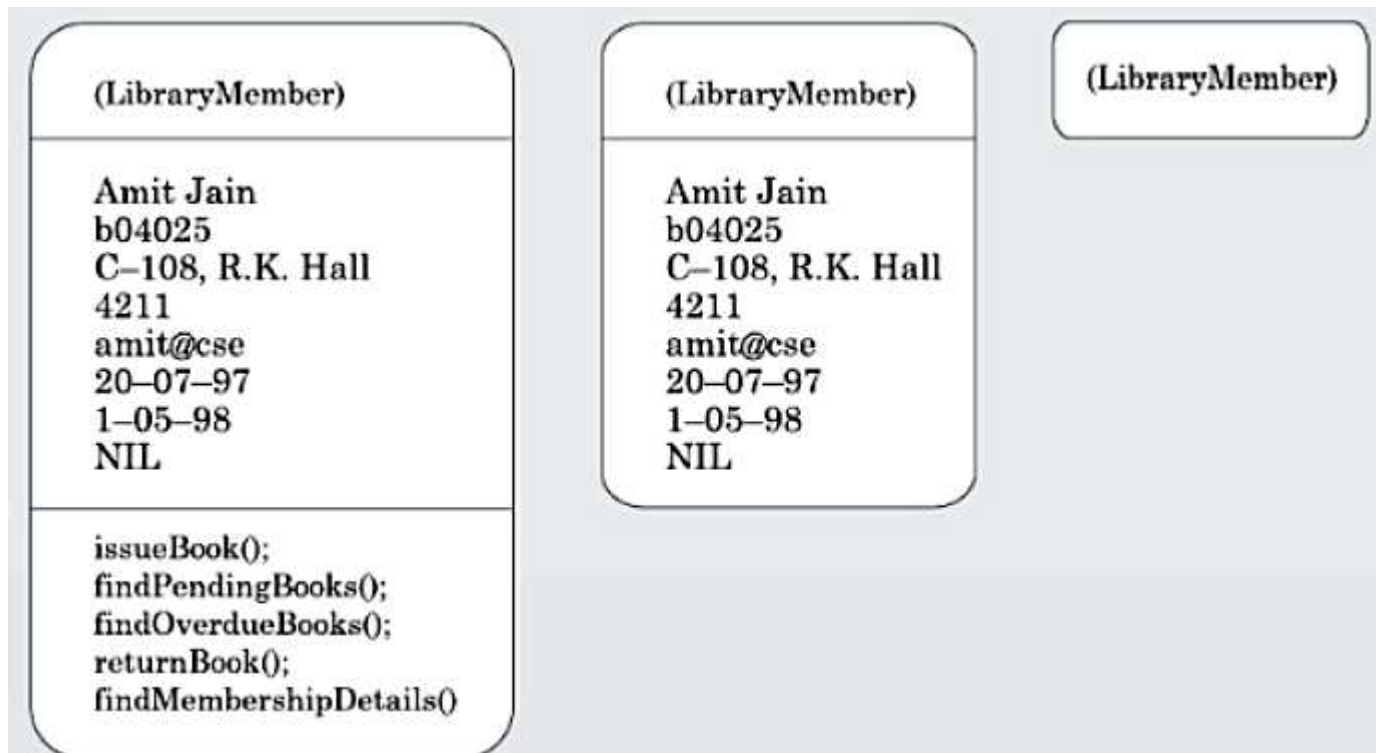 (LibraryMember)
Amit Jain
b04025
C–108, R.K. Hall
4211
amit@cse
20–07–97
1–05–98
NIL
issueBook();
findPendingBooks();
findOverdueBooks();
returnBook();
findMembershipDetails()
(LibraryMember)
Amit Jain
b04025
C–108, R.K. Hall
4211
amit@cse
20–07–97
1–05–98
NIL
(LibraryMember)